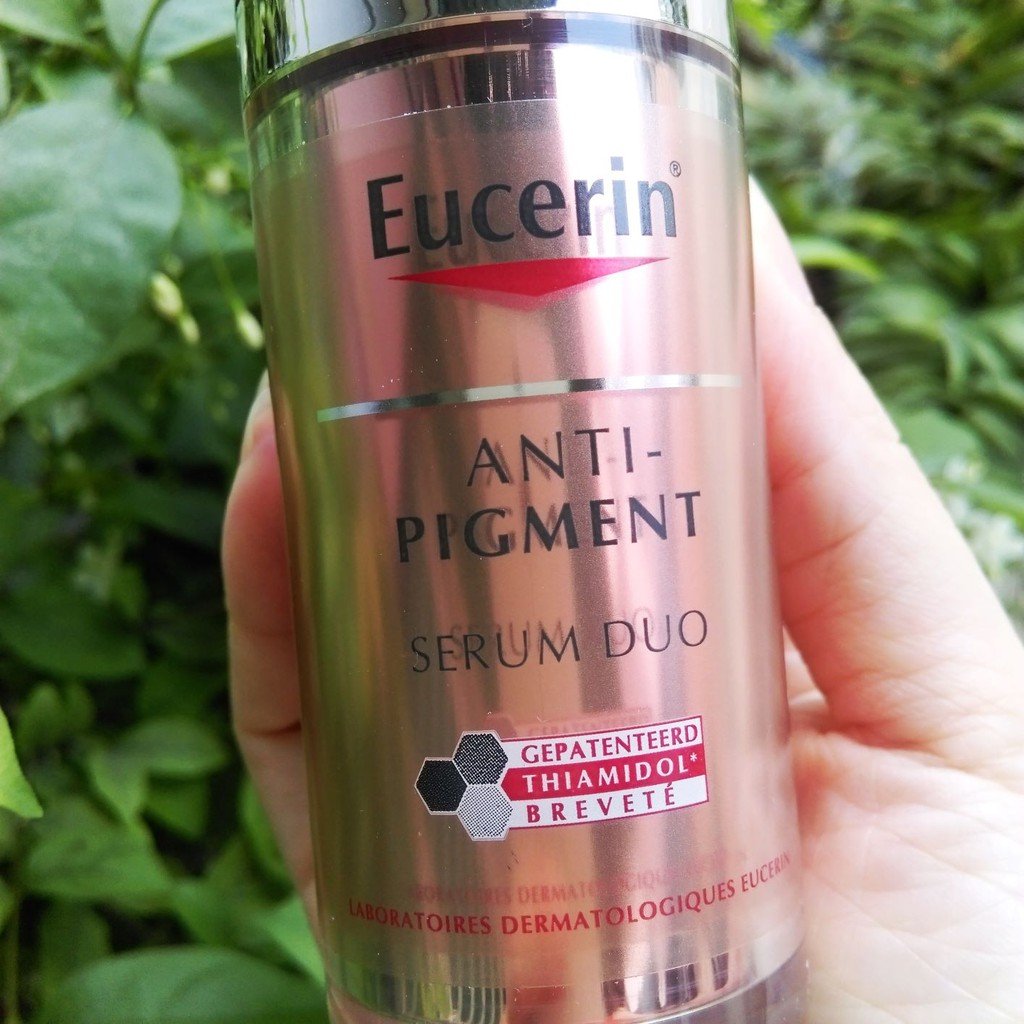 Eucerin®
ANTI-
PIGMENT
SERUM DUO
GEPATENTEERD
THIAMIDOL*
BREVETÉ
LABORATOIRES DERMATOLOGIQUES EUCERIN